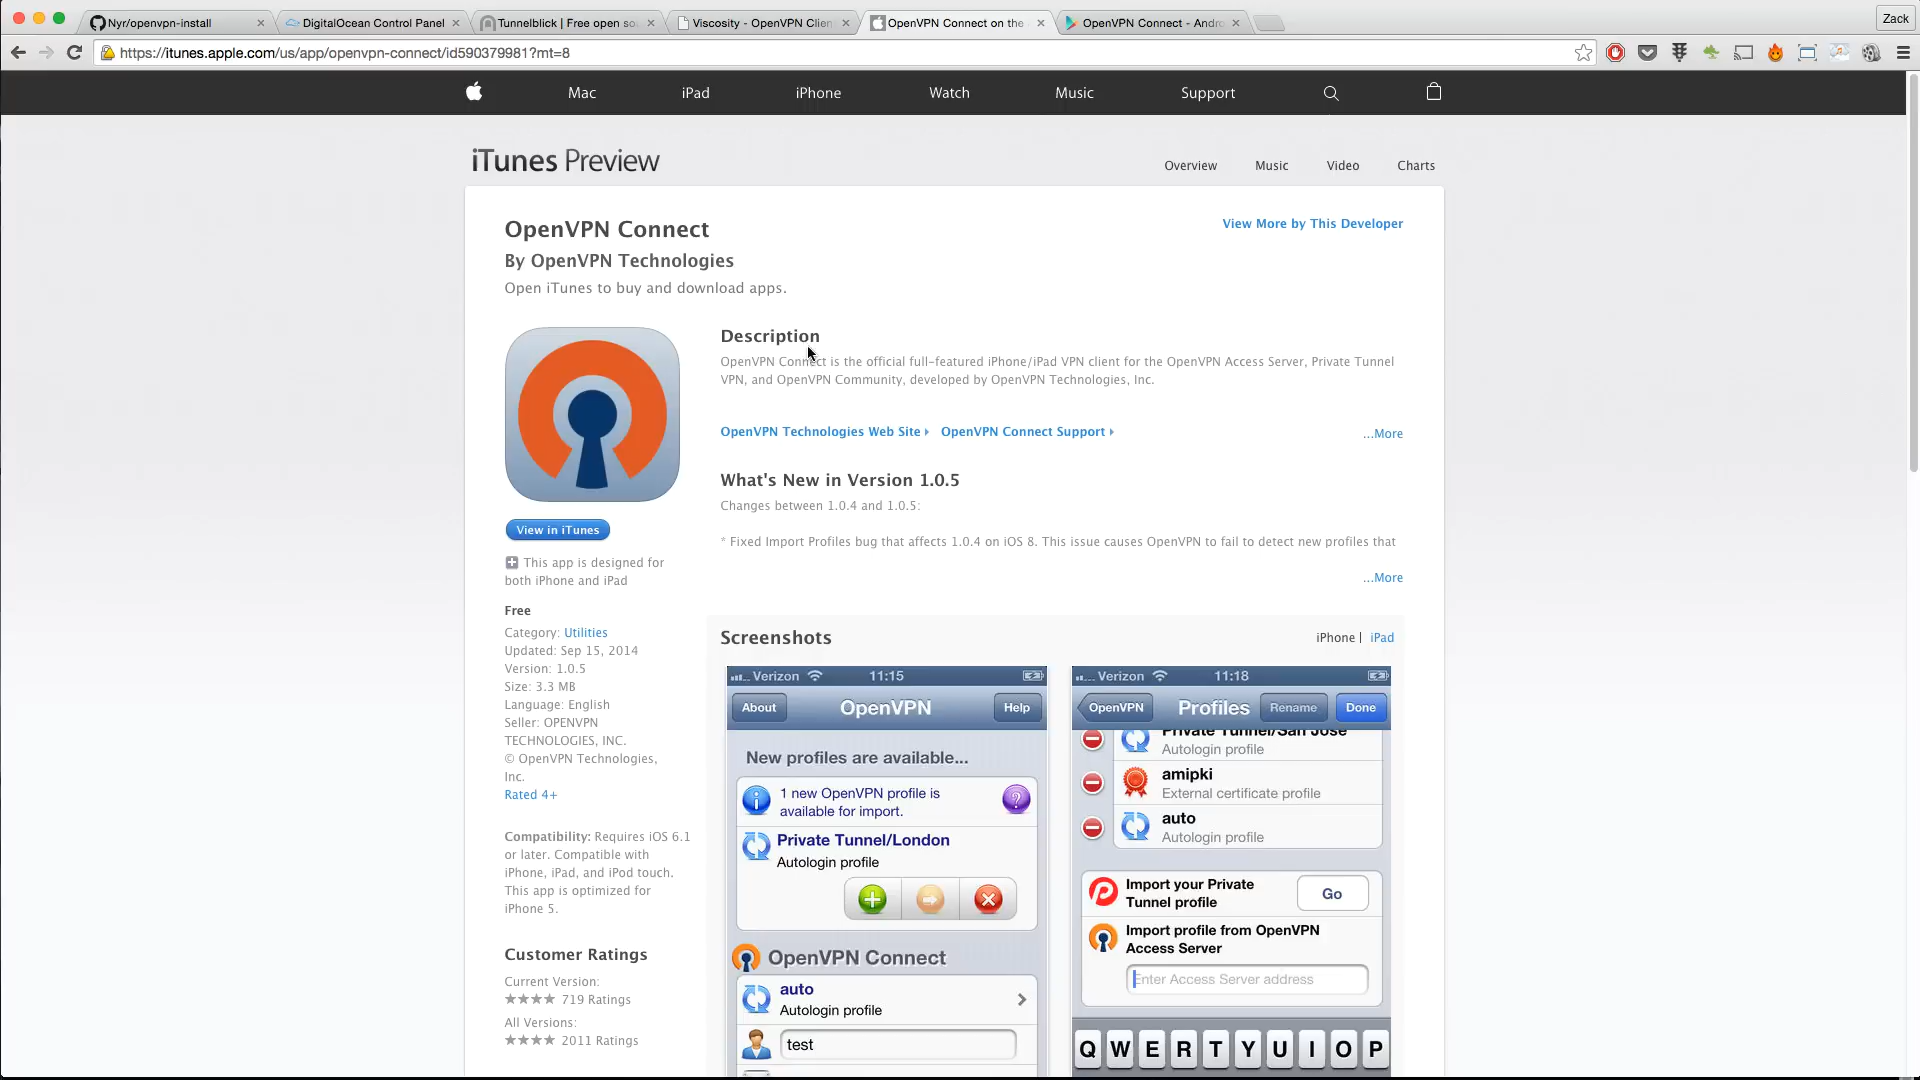 Nyr/openvpn-install
DigitalOcean Control Panel
Tunnelblick | Free open so
Viscosity - OpenVPN Clien
OpenVPN Connect on the
OpenVPN Connect - Andro
Zack
https://itunes.apple.com/us/app/openvpn-connect/id590379981?mt=8
Mac
iPad
iPhone
Watch
Music
Support
iTunes Preview
Overview
Music
Video
Charts
OpenVPN Connect
View More by This Developer
By OpenVPN Technologies
Open iTunes to buy and download apps.
Description
OpenVPN Connect is the official full-featured iPhone/iPad VPN client for the OpenVPN Access Server, Private Tunnel
VPN, and OpenVPN Community, developed by OpenVPN Technologies, Inc.
OpenVPN Technologies Web Site
OpenVPN Connect Support
...More
What's New in Version 1.0.5
Changes between 1.0.4 and 1.0.5:
* Fixed Import Profiles bug that affects 1.0.4 on iOS 8. This issue causes OpenVPN to fail to detect new profiles that
...More
View in iTunes
This app is designed for
both iPhone and iPad
Free
Category: Utilities
Updated: Sep 15, 2014
Version: 1.0.5
Size: 3.3 MB
Language: English
Seller: OPENVPN
TECHNOLOGIES, INC.
© OpenVPN Technologies,
Inc.
Rated 4+
Compatibility: Requires iOS 6.1
or later. Compatible with
iPhone, iPad, and iPod touch.
This app is optimized for
iPhone 5.
Customer Ratings
Current Version:
★★★★ 719 Ratings
All Versions:
★★★★ 2011 Ratings
Screenshots
iPhone |
iPad
Verizon
11:15
About
OpenVPN
Help
New profiles are available...
1 new OpenVPN profile is
available for import.
?
Private Tunnel/London
Autologin profile
OpenVPN Connect
auto
Autologin profile
test
Verizon
11:18
OpenVPN
Profiles
Rename
Done
Private Tunnel/San Jose
Autologin profile
amipki
External certificate profile
auto
Autologin profile
Import your Private
Tunnel profile
Go
Import profile from OpenVPN
Access Server
Enter Access Server address
Q W E R T Y U I O P